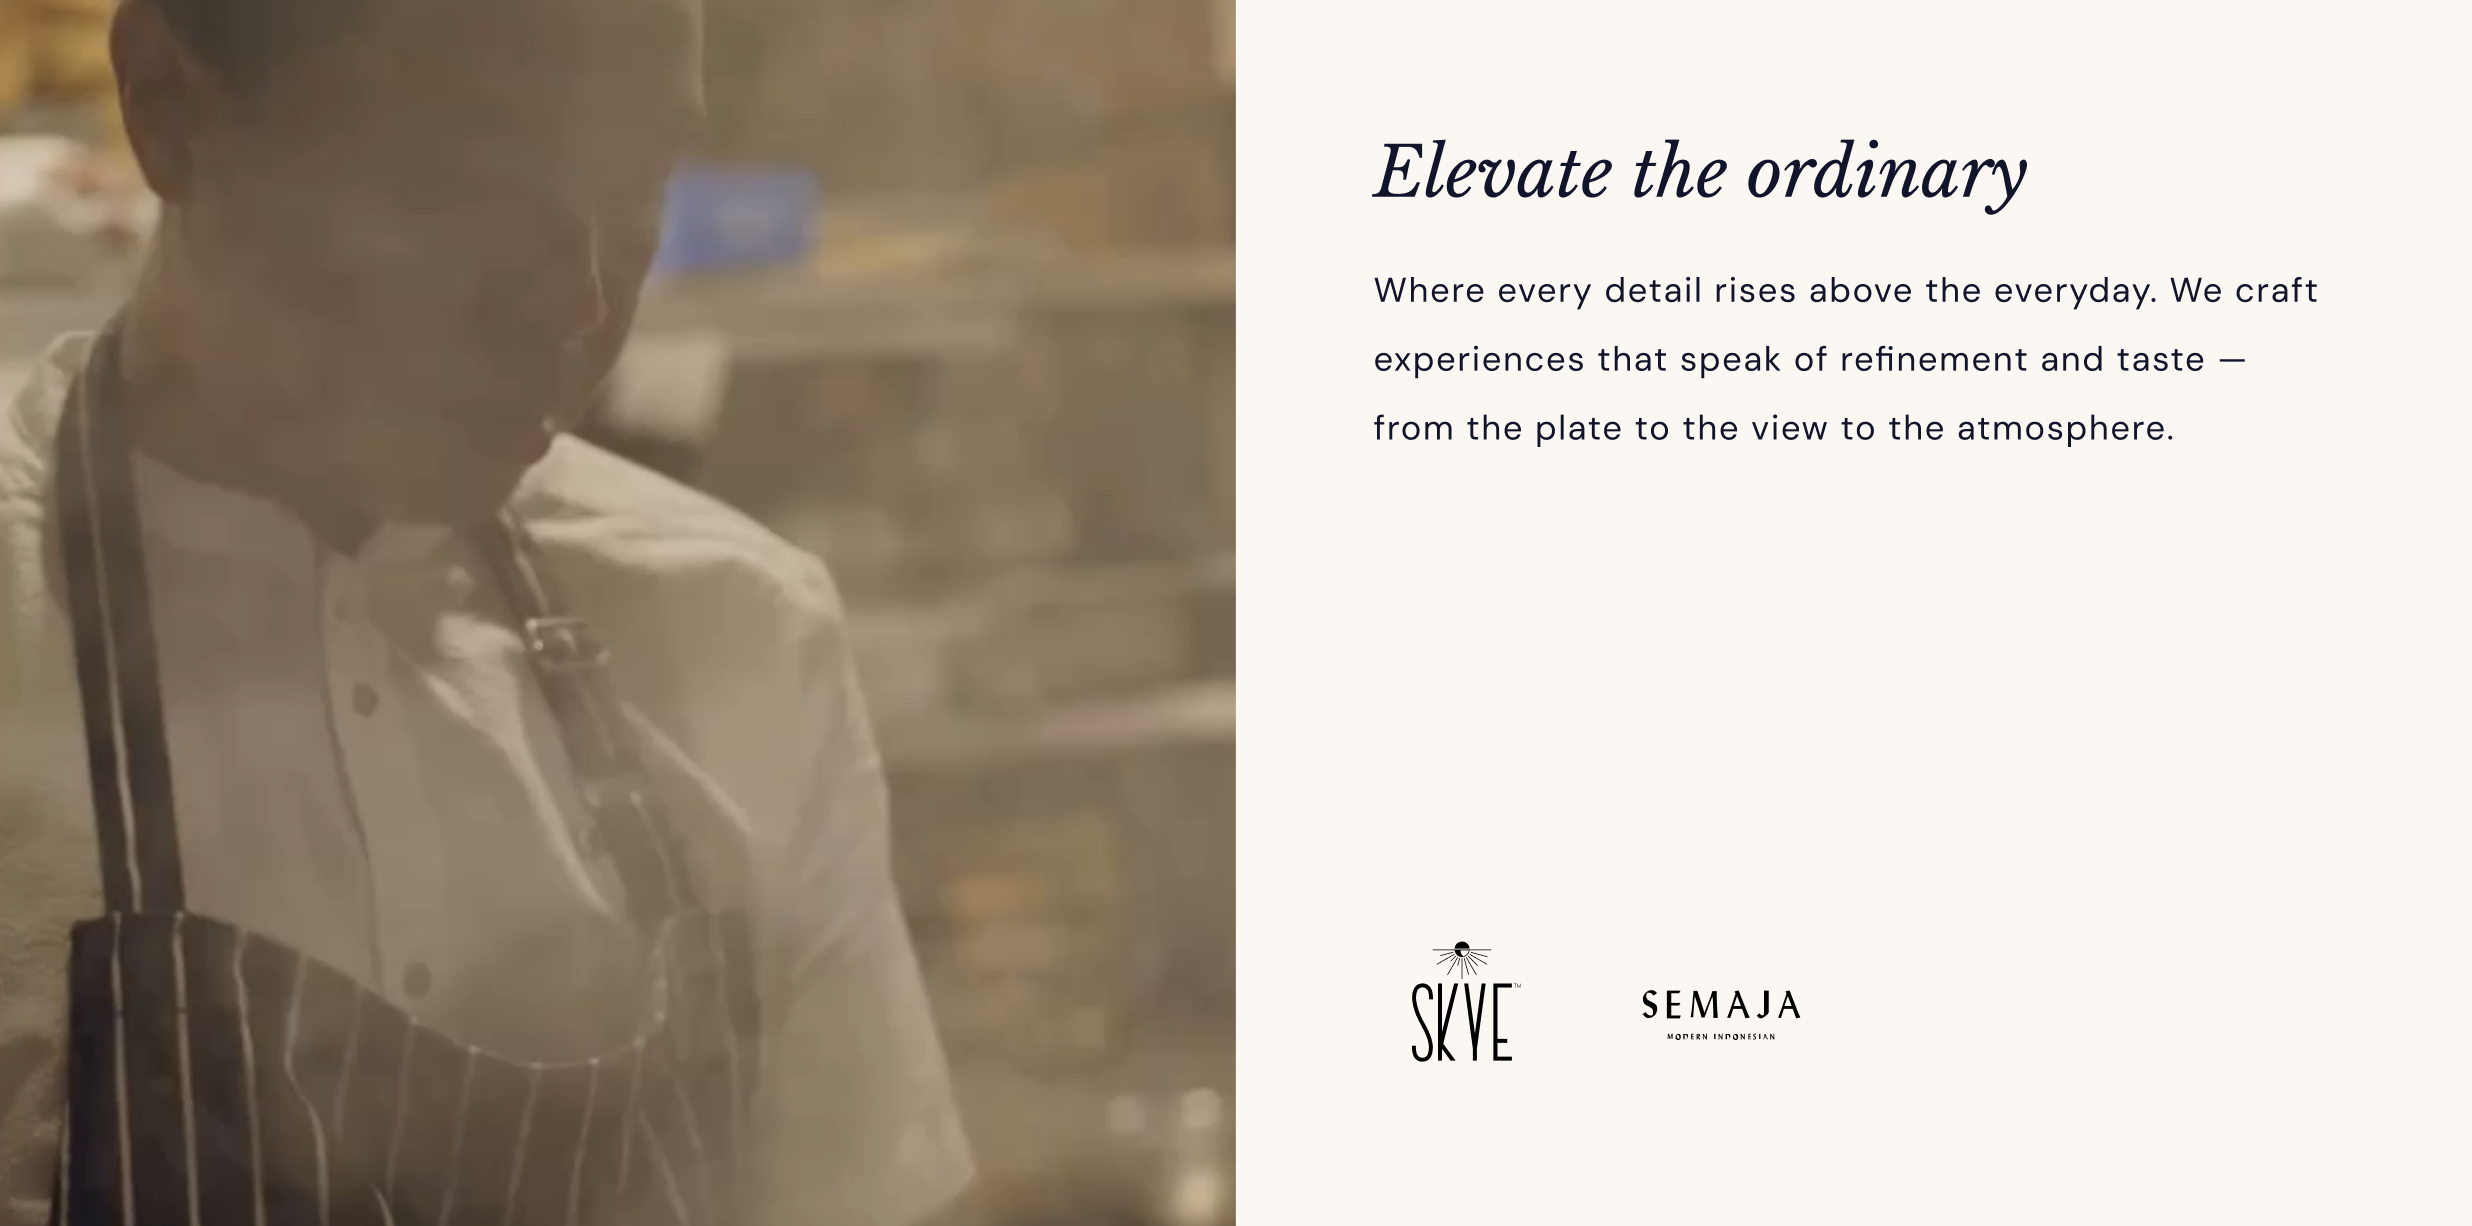 Elevate the ordinary
Where every detail rises above the everyday. We craft
experiences that speak of refinement and taste —
from the plate to the view to the atmosphere.
SKYE™
SEMAJA
MODERN INDONESIAN